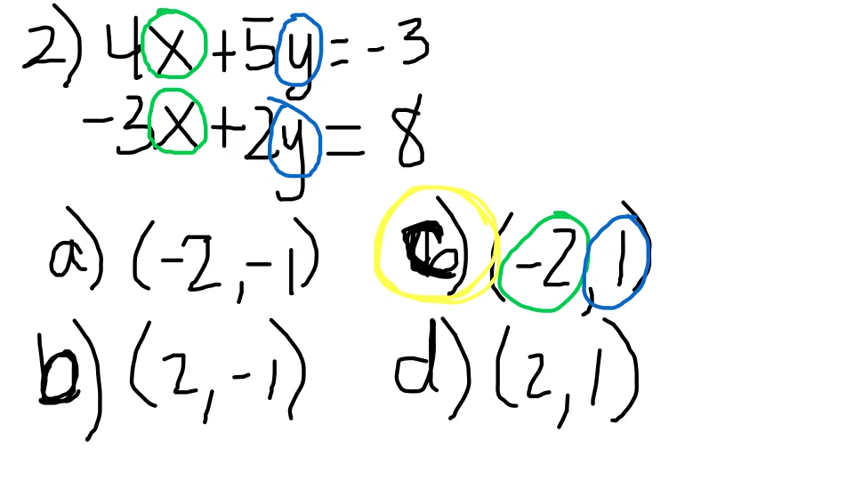 2) 4x + 5y = -3
-3x + 2y = 8
a) (-2, -1)
c) (-2, 1)
b) (2, -1)
d) (2, 1)